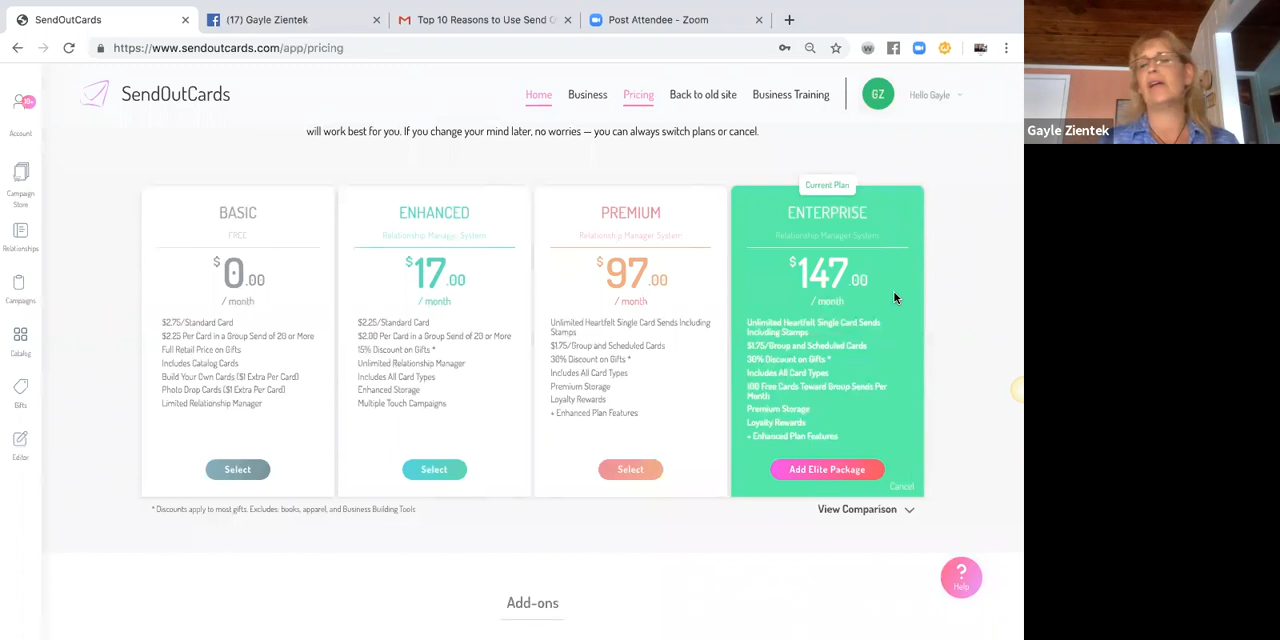 SendOutCards
(17) Gayle Zientek
Top 10 Reasons to Use Send
Post Attendee - Zoom
https://www.sendoutcards.com/app/pricing
SendOutCards
Home
Business
Pricing
Back to old site
Business Training
GZ
Hello Gayle
10+
Account
Campaign
Store
Relationships
Campaigns
Catalog
Gifts
Editor
will work best for you. If you change your mind later, no worries — you can always switch plans or cancel.
BASIC
FREE
$0.00
/ month
$2.75/Standard Card
$2.25 Per Card in a Group Send of 20 or More
Full Retail Price on Gifts
Includes Catalog Cards
Build Your Own Cards ($1 Extra Per Card)
Photo Drop Cards ($1 Extra Per Card)
Limited Relationship Manager
Select
ENHANCED
Relationship Manager System
$17.00
/ month
$2.25/Standard Card
$2.00 Per Card in a Group Send of 20 or More
15% Discount on Gifts *
Unlimited Relationship Manager
Includes All Card Types
Enhanced Storage
Multiple Touch Campaigns
Select
PREMIUM
Relationship Manager System
$97.00
/ month
Unlimited Heartfelt Single Card Sends Including
Stamps
$1.75/Group and Scheduled Cards
30% Discount on Gifts *
Includes All Card Types
Premium Storage
Loyalty Rewards
+ Enhanced Plan Features
Select
Current Plan
ENTERPRISE
Relationship Manager System
$147.00
/ month
Unlimited Heartfelt Single Card Sends
Including Stamps
$1.75/Group and Scheduled Cards
30% Discount on Gifts *
Includes All Card Types
100 Free Cards Toward Group Sends Per
Month
Premium Storage
Loyalty Rewards
+ Enhanced Plan Features
Add Elite Package
Cancel
* Discounts apply to most gifts. Excludes: books, apparel, and Business Building Tools
View Comparison
?
Help
Add-ons
Gayle Zientek